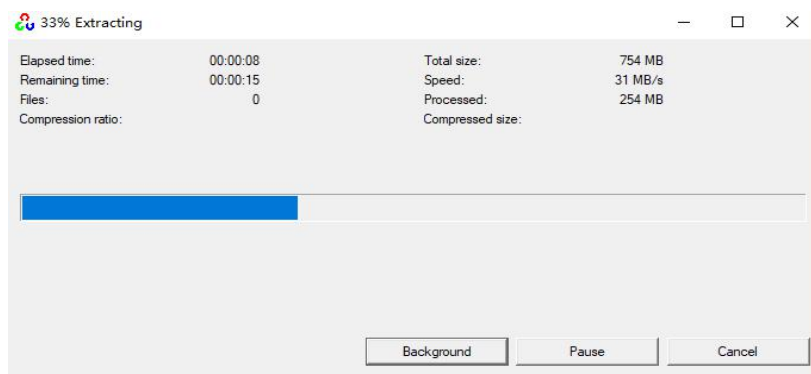 33% Extracting
Elapsed time: 00:00:08 Total size: 754 MB
Remaining time: 00:00:15 Speed: 31 MB/s
Files: 0 Processed: 254 MB
Compression ratio: Compressed size:
Background Pause Cancel